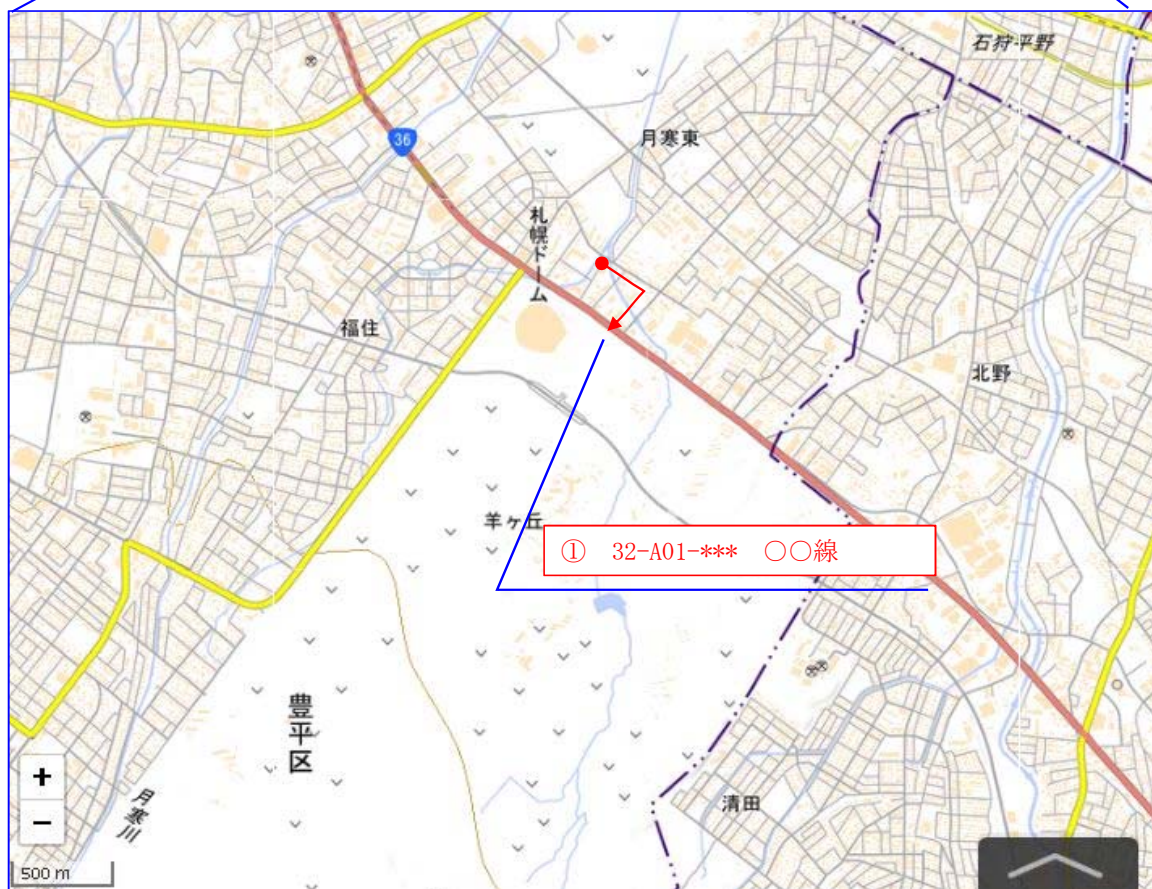 石狩平野
36
月寒東
札幌ドーム
福住
北野
羊ヶ丘
① 32-A01-*** ○○線
豊平区
+
−
月寒川
清田
500 m